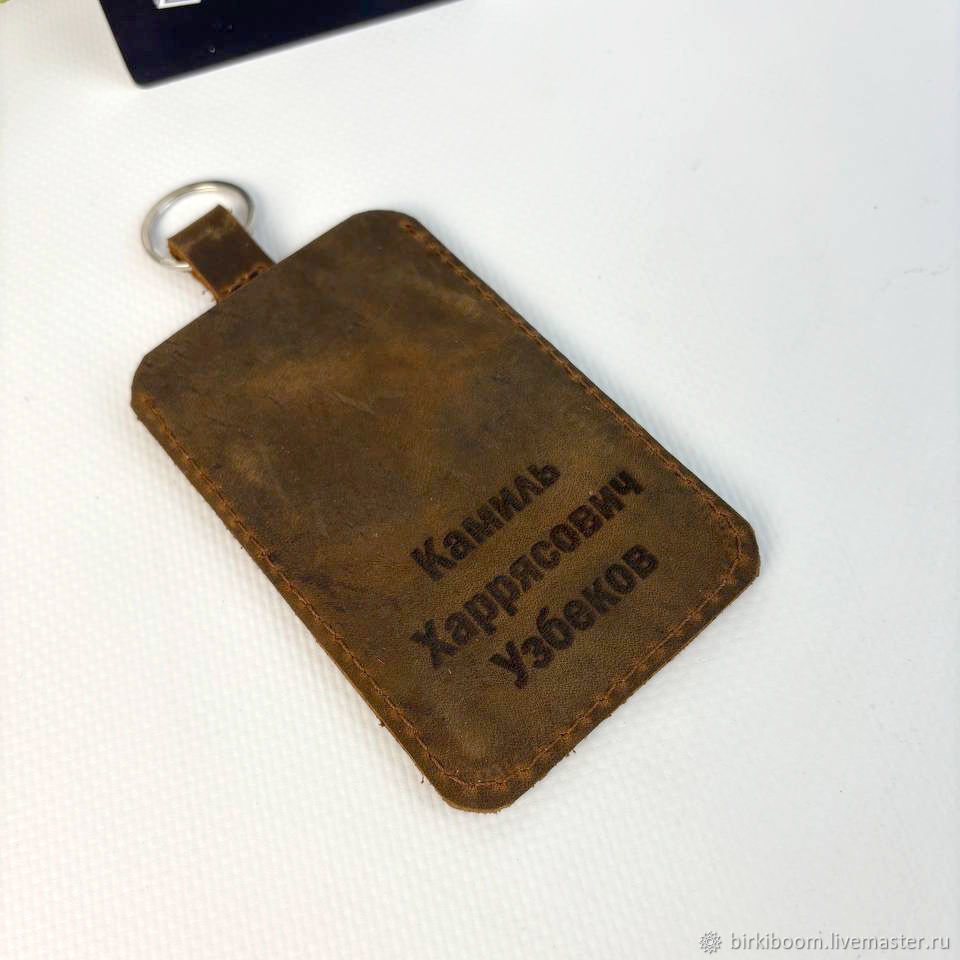 Камиль
Харрясович
Узбеков
birkiboom.livemaster.ru